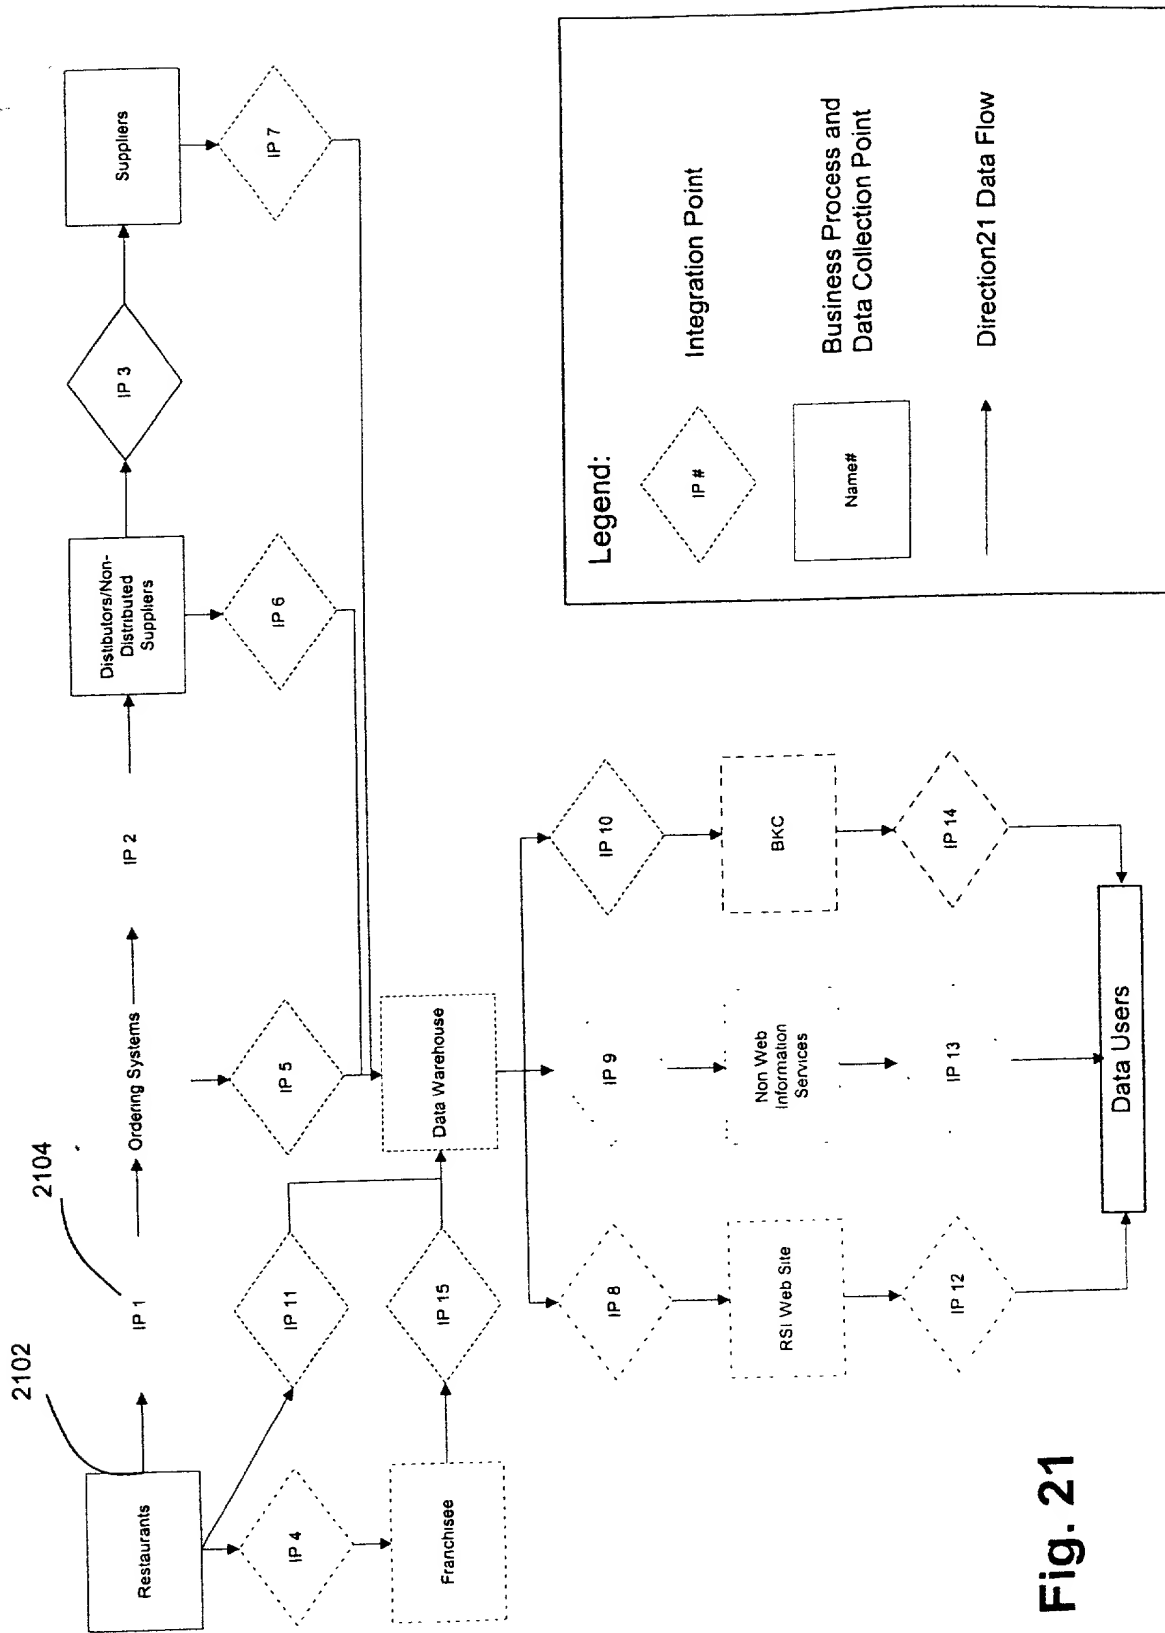 2102
2104
Restaurants
IP 1
Ordering Systems
IP 2
Distibutors/Non-
Distributed
Suppliers
IP 3
Suppliers
IP 4
IP 11
IP 5
IP 6
IP 7
Franchisee
IP 15
Data Warehouse
IP 8
IP 9
IP 10
RSI Web Site
Non Web
Information
Services
BKC
IP 12
IP 13
IP 14
Data Users
Legend:
IP #
Integration Point
Name#
Business Process and
Data Collection Point
Direction21 Data Flow
Fig. 21